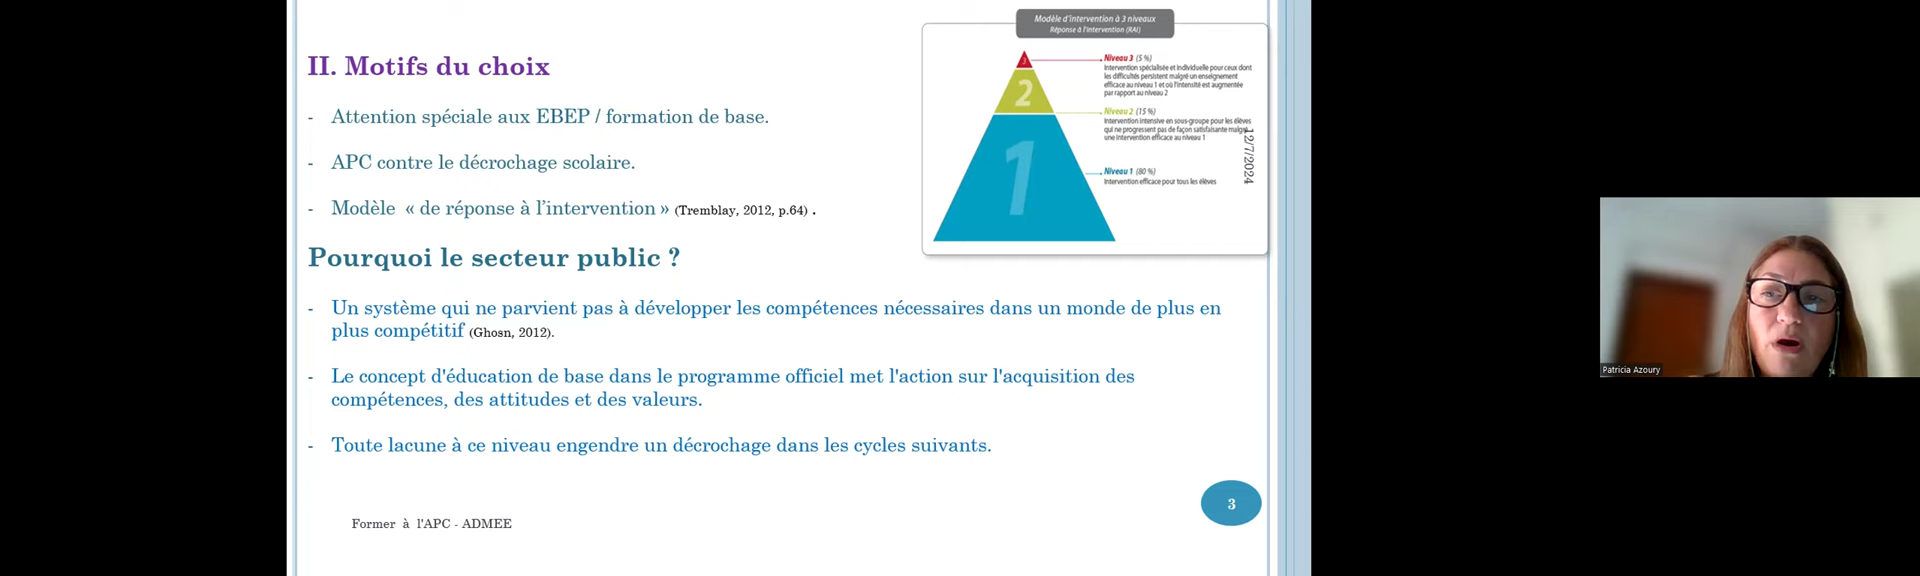 II. Motifs du choix
- Attention spéciale aux EBEP / formation de base.
- APC contre le décrochage scolaire.
- Modèle « de réponse à l'intervention » (Tremblay, 2012, p.64) .
Modèle d'intervention à 3 niveaux
Réponse à l'intervention (RAI)
3
2
1
Niveau 3 (5 %)
Intervention spécialisée et individuelle pour ceux dont
les difficultés persistent malgré un enseignement
efficace au niveau 1 et où l'intensité est augmentée
par rapport au niveau 2
Niveau 2 (15 %)
Intervention intensive en sous-groupe pour les élèves
qui ne progressent pas de façon satisfaisante malgré
une intervention efficace au niveau 1
Niveau 1 (80 %)
Intervention efficace pour tous les élèves
12/7/2024
Pourquoi le secteur public ?
- Un système qui ne parvient pas à développer les compétences nécessaires dans un monde de plus en
plus compétitif (Ghosn, 2012).
- Le concept d'éducation de base dans le programme officiel met l'action sur l'acquisition des
compétences, des attitudes et des valeurs.
- Toute lacune à ce niveau engendre un décrochage dans les cycles suivants.
3
Former à l'APC - ADMEE
Patricia Azoury